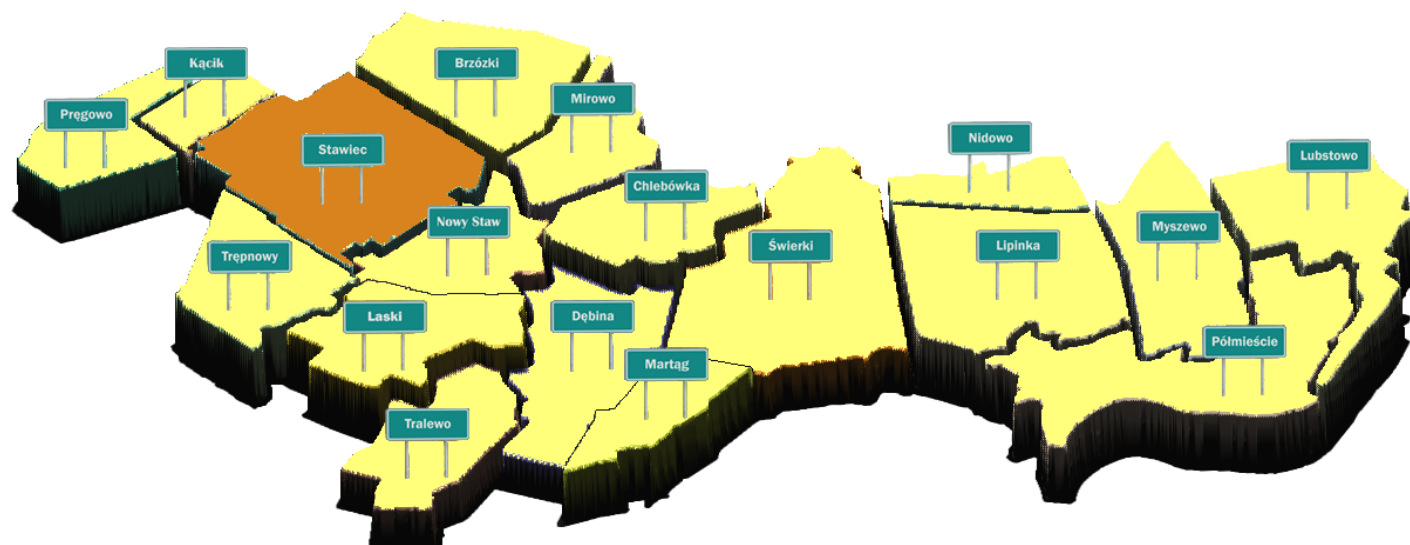 Kącik
Brzózki
Pręgowo
Mirowo
Stawiec
Nidowo
Lubstowo
Chlebówka
Nowy Staw
Myszewo
Trępnowy
Świerki
Lipinka
Laski
Dębina
Półmieście
Martąg
Tralewo